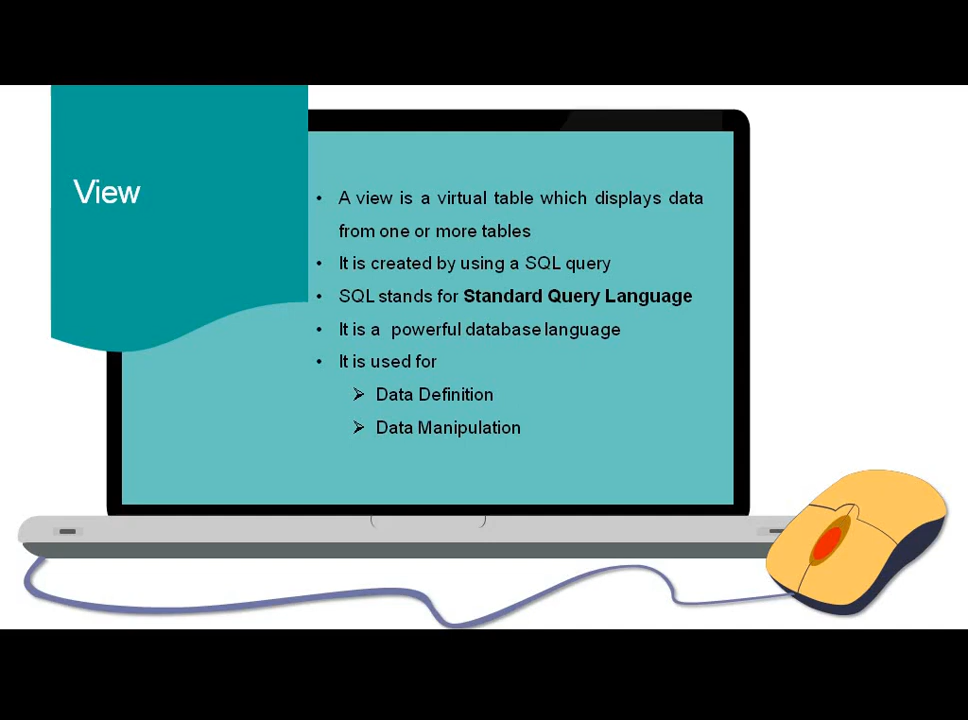 View
• A view is a virtual table which displays data
from one or more tables
• It is created by using a SQL query
• SQL stands for Standard Query Language
• It is a powerful database language
• It is used for
➢ Data Definition
➢ Data Manipulation